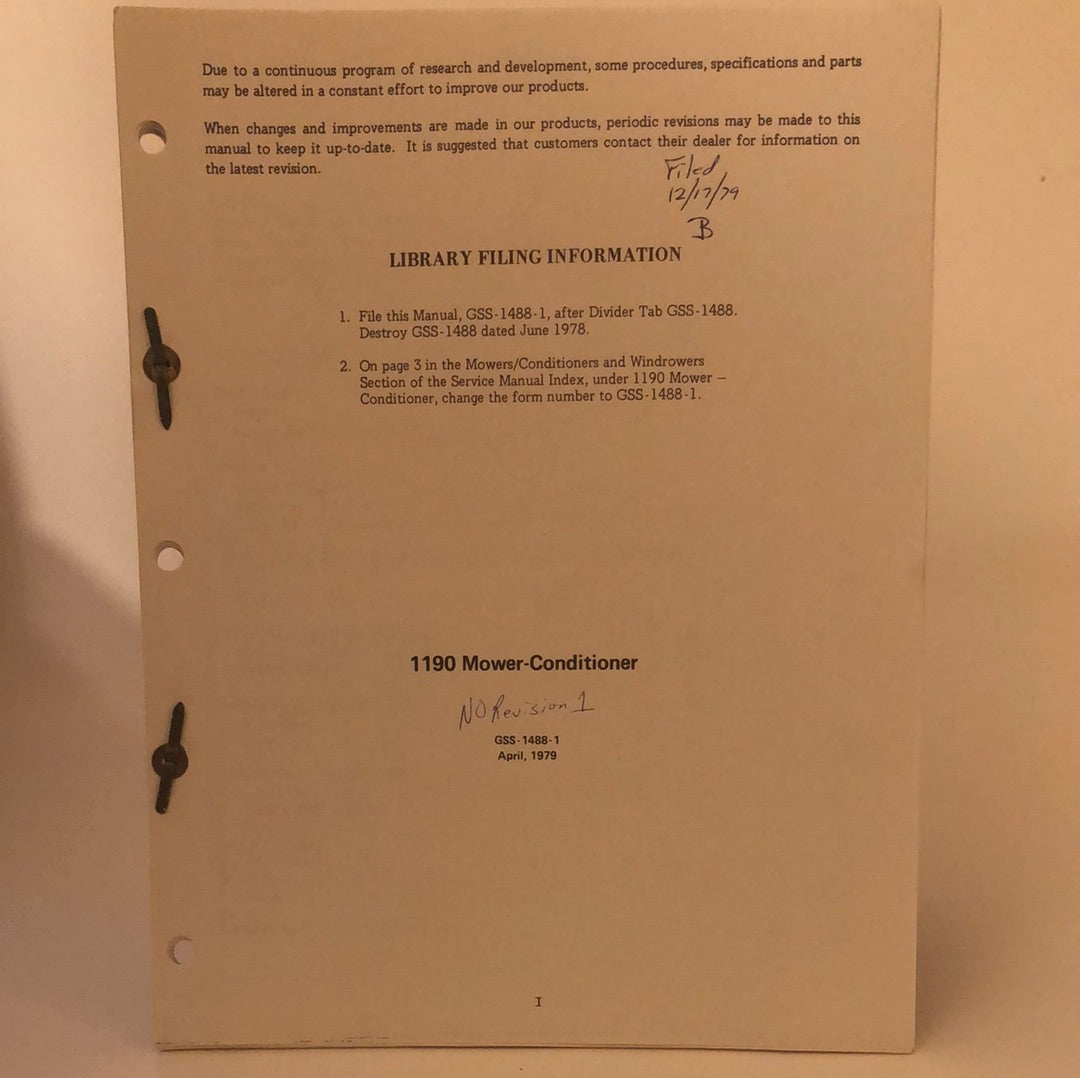 Due to a continuous program of research and development, some procedures, specifications and parts
may be altered in a constant effort to improve our products.
When changes and improvements are made in our products, periodic revisions may be made to this
manual to keep it up-to-date. It is suggested that customers contact their dealer for information on
the latest revision.
Filed
12/17/79
B
LIBRARY FILING INFORMATION
1. File this Manual, GSS-1488-1, after Divider Tab GSS-1488.
Destroy GSS-1488 dated June 1978.
2. On page 3 in the Mowers/Conditioners and Windrowers
Section of the Service Manual Index, under 1190 Mower –
Conditioner, change the form number to GSS-1488-1.
1190 Mower-Conditioner
NO Revision 1
GSS-1488-1
April, 1979
I